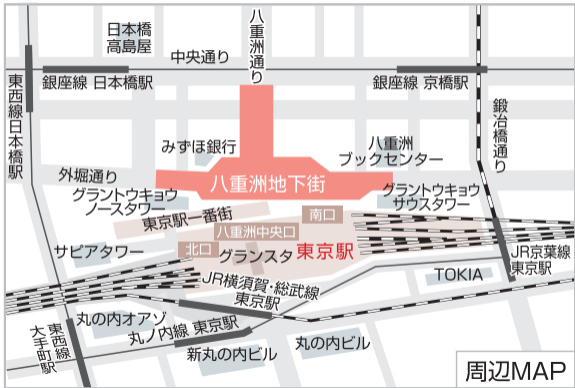 日本橋
高島屋
八重洲通り
中央通り
東西線日本橋駅
銀座線 日本橋駅
銀座線 京橋駅
鍛冶橋通り
みずほ銀行
八重洲
ブックセンター
外堀通り
八重洲地下街
グラントウキョウ
ノースタワー
グラントウキョウ
サウスタワー
東京駅一番街
南口
八重洲中央口
北口
グランスタ
東京駅
サピアタワー
JR京葉線
東京駅
TOKIA
JR横須賀・総武線
東京駅
丸の内オアゾ
丸ノ内線 東京駅
東西線
大手町駅
新丸の内ビル
丸の内ビル
周辺MAP